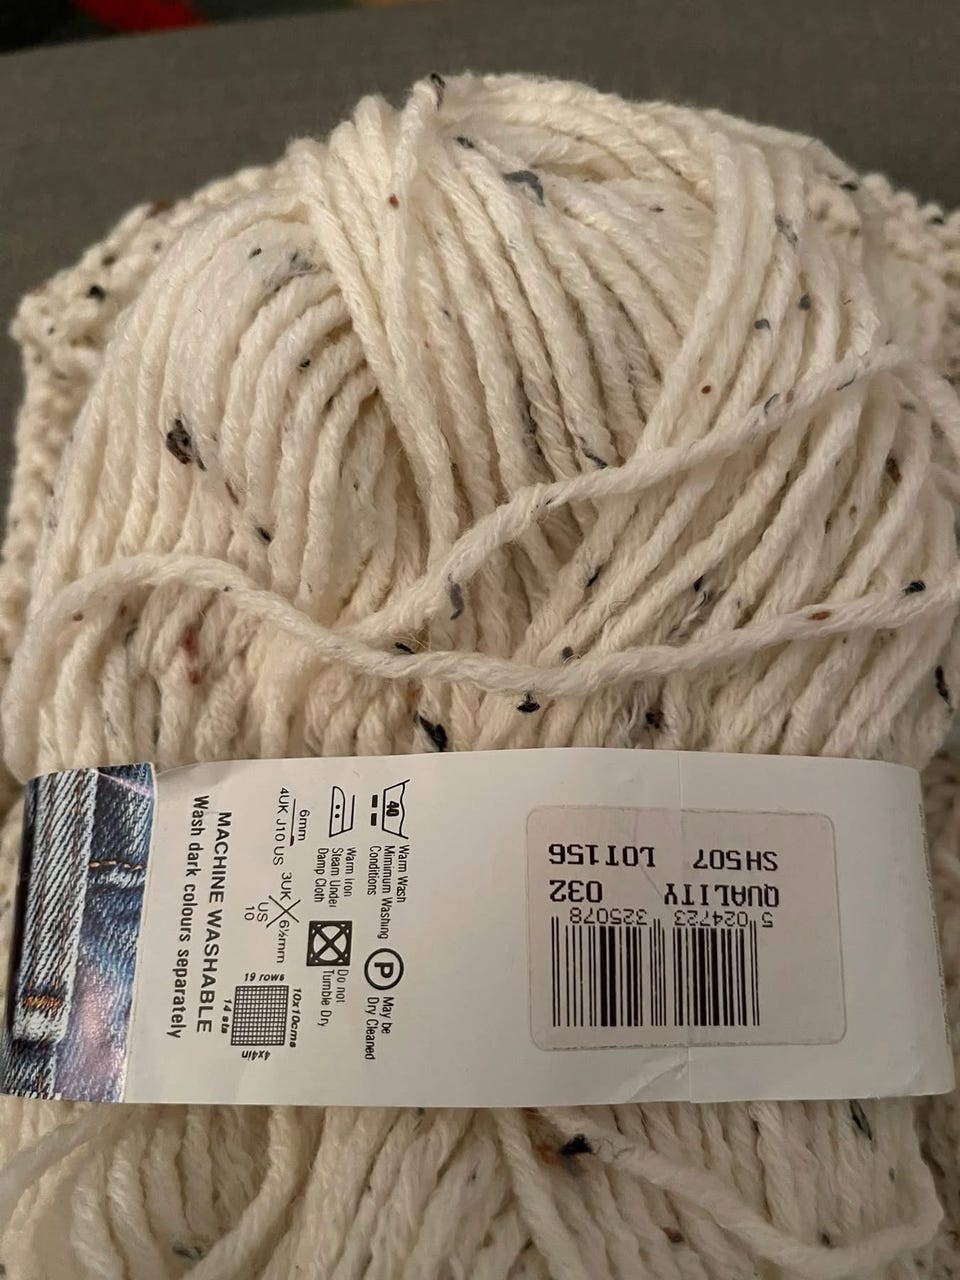 MACHINE WASHABLE
Wash dark colours separately
40
Warm Wash
Minimum Washing
Conditions
P
May be
Dry Cleaned
Warm Iron
Steam Under
Damp Cloth
Do not
Tumble Dry
6mm
4UK J10 US
3UK
6½mm
US
10
19 rows
14 sts
10x10cms
4x4in
SH507 LOT156
QUALITY 032
5 024723 325078